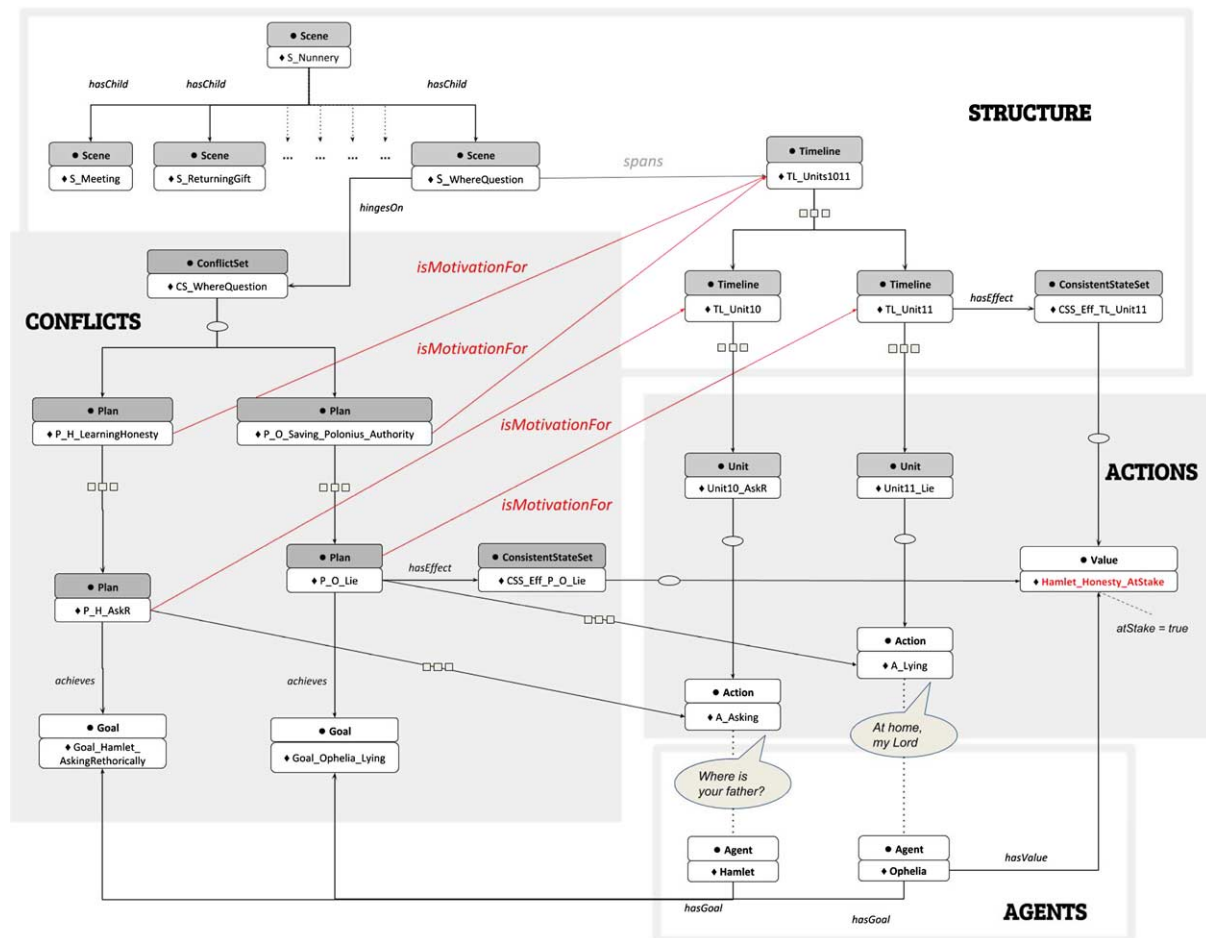 ● Scene
♦ S_Nunnery
hasChild
hasChild
hasChild
STRUCTURE
● Scene
♦ S_Meeting
● Scene
♦ S_ReturningGift
...
...
...
...
● Scene
♦ S_WhereQuestion
spans
● Timeline
♦ TL_Units1011
hingesOn
● ConflictSet
♦ CS_WhereQuestion
isMotivationFor
● Timeline
♦ TL_Unit10
● Timeline
♦ TL_Unit11
hasEffect
● ConsistentStateSet
♦ CSS_Eff_TL_Unit11
CONFLICTS
isMotivationFor
● Plan
♦ P_H_LearningHonesty
● Plan
♦ P_O_Saving_Polonius_Authority
isMotivationFor
● Unit
♦ Unit10_AskR
● Unit
♦ Unit11_Lie
ACTIONS
isMotivationFor
● Plan
♦ P_O_Lie
hasEffect
● ConsistentStateSet
♦ CSS_Eff_P_O_Lie
● Value
♦ Hamlet_Honesty_AtStake
● Plan
♦ P_H_AskR
atStake = true
● Action
♦ A_Lying
achieves
achieves
● Action
♦ A_Asking
● Goal
♦ Goal_Hamlet_
AskingRethorically
● Goal
♦ Goal_Ophelia_Lying
At home,
my Lord
Where is
your father?
● Agent
♦ Hamlet
● Agent
♦ Ophelia
hasValue
hasGoal
hasGoal
AGENTS